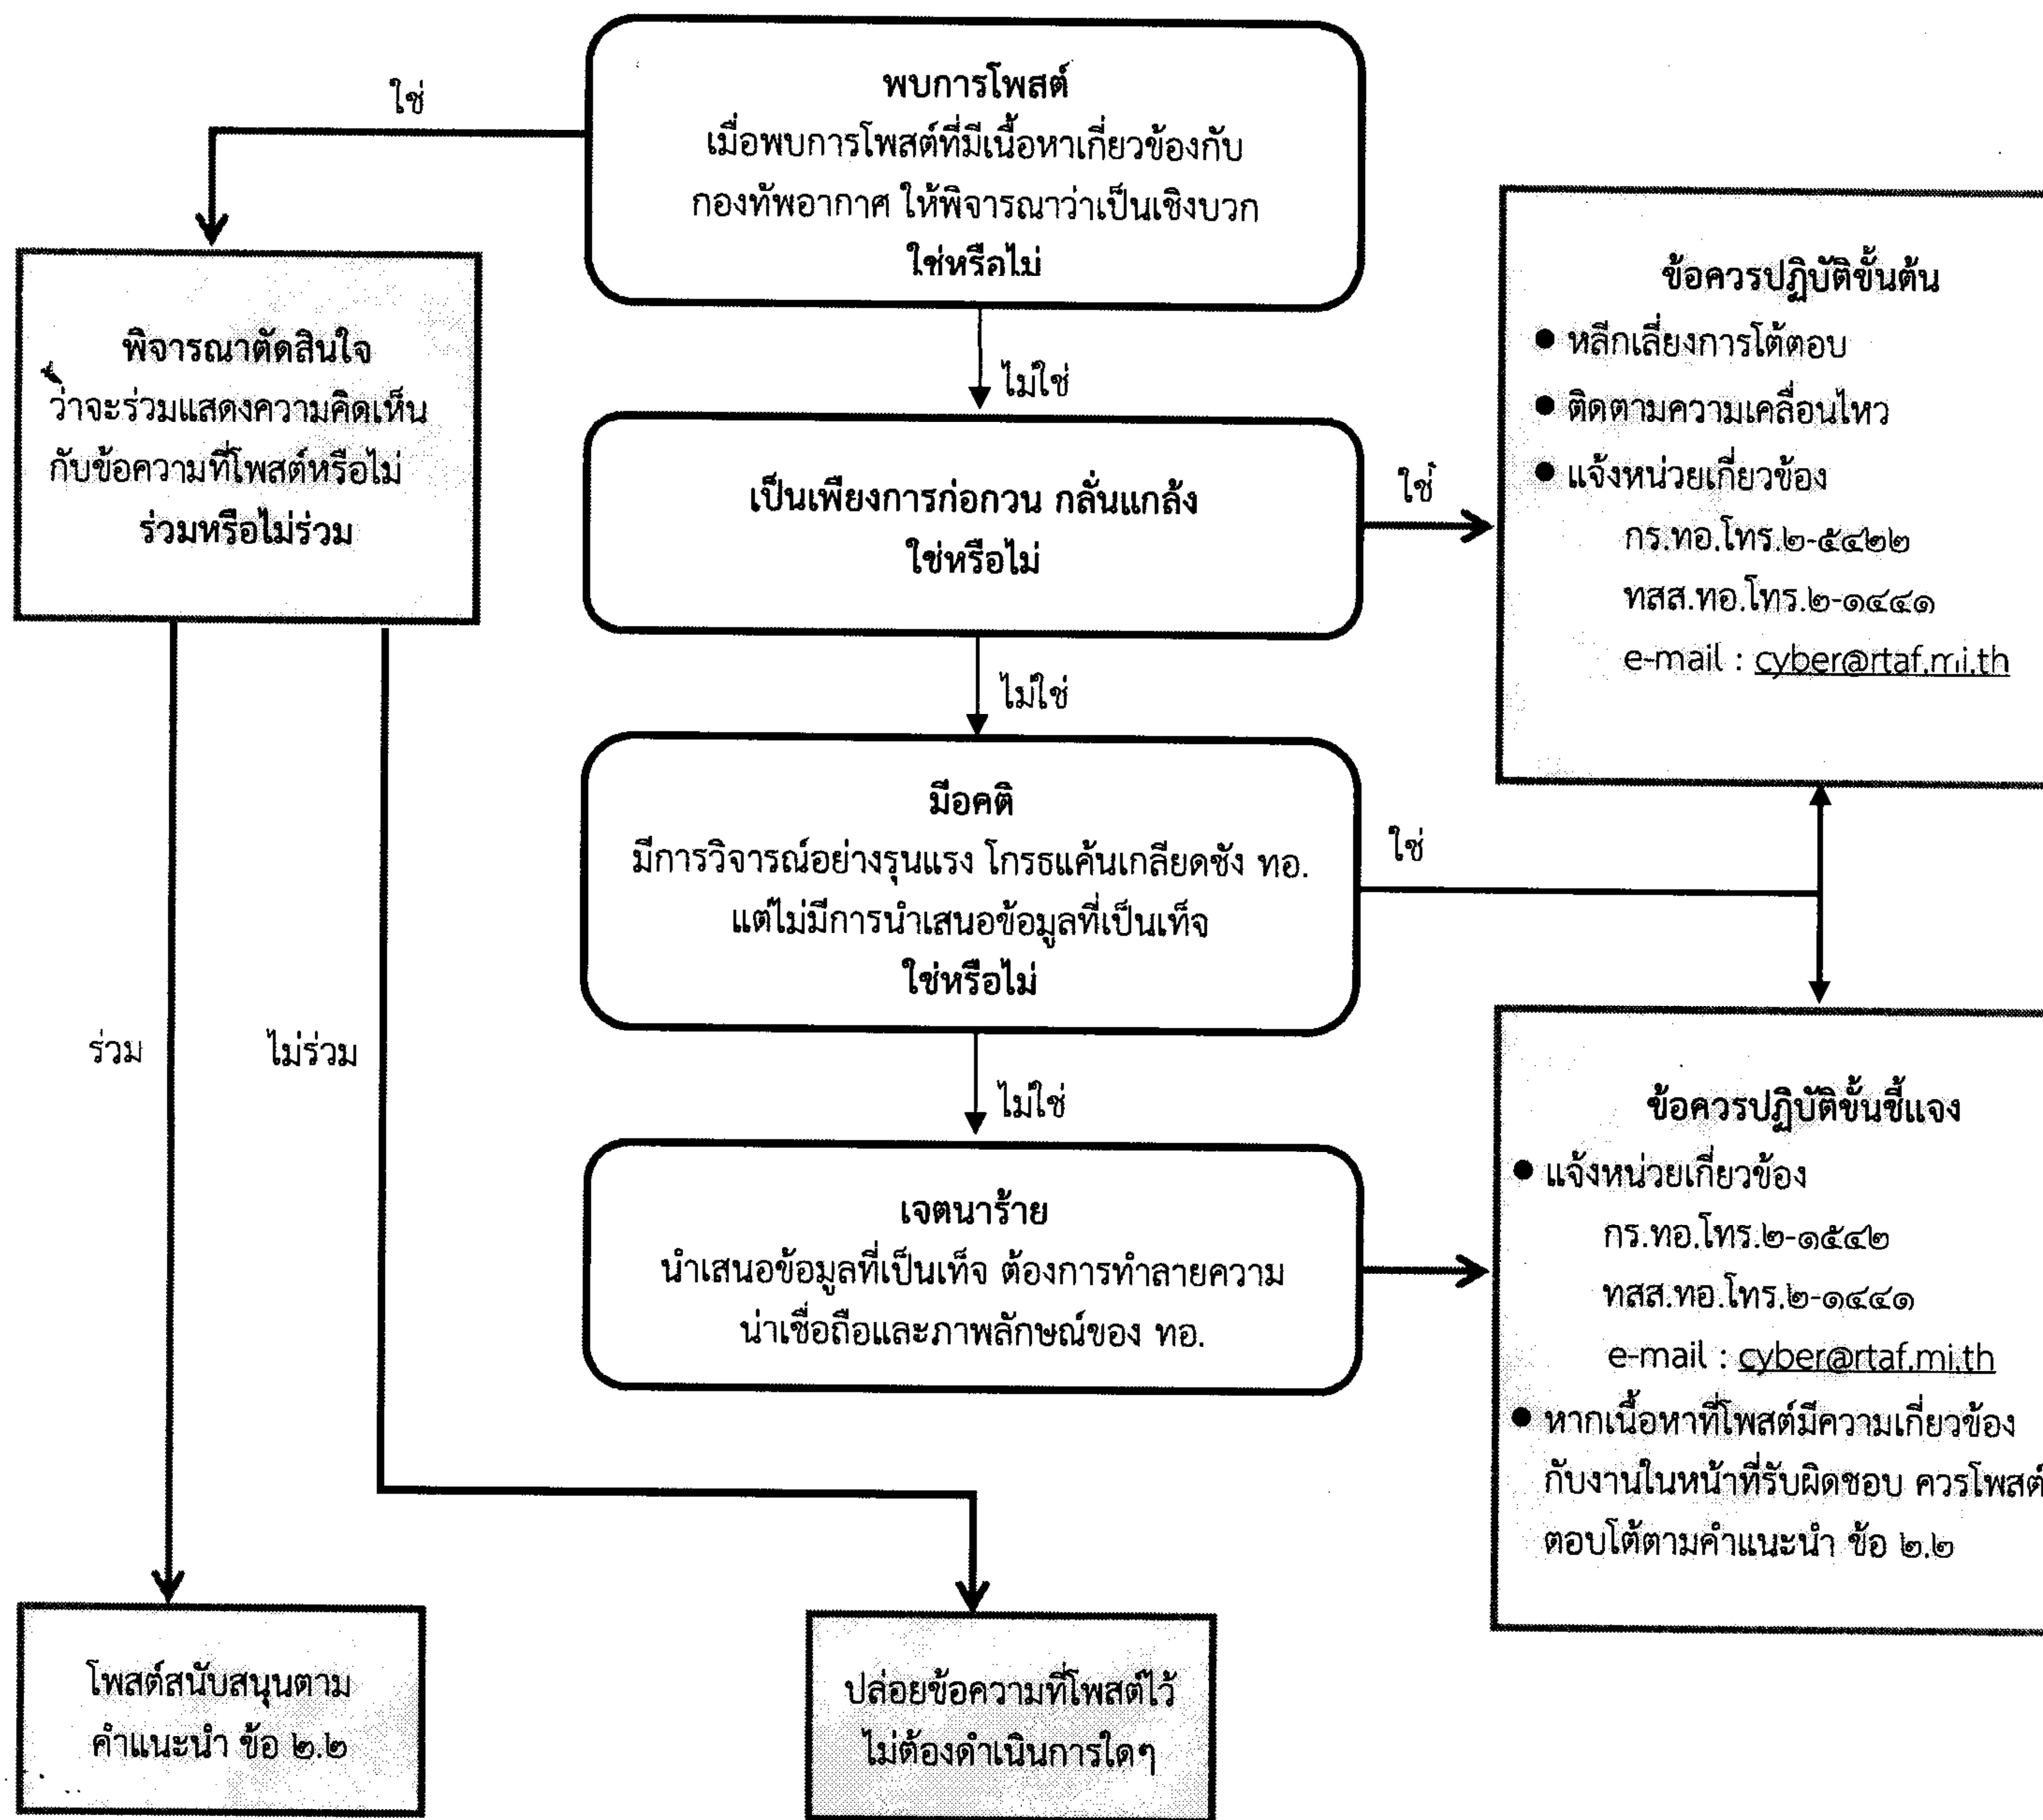 พบการโพสต์
เมื่อพบการโพสต์ที่มีเนื้อหาเกี่ยวข้องกับ
กองทัพอากาศ ให้พิจารณาว่าเป็นเชิงบวก
ใช่หรือไม่
ใช่
พิจารณาตัดสินใจ
ว่าจะร่วมแสดงความคิดเห็น
กับข้อความที่โพสต์หรือไม่
ร่วมหรือไม่ร่วม
ไม่ใช่
เป็นเพียงการก่อกวน กลั่นแกล้ง
ใช่หรือไม่
ใช่
ข้อควรปฏิบัติขั้นต้น
● หลีกเลี่ยงการโต้ตอบ
● ติดตามความเคลื่อนไหว
● แจ้งหน่วยเกี่ยวข้อง
กร.ทอ.โทร.๒-๕๔๒๒
ทสส.ทอ.โทร.๒-๑๔๔๑
e-mail : cyber@rtaf.mi.th
ไม่ใช่
มีอคติ
มีการวิจารณ์อย่างรุนแรง โกรธแค้นเกลียดชัง ทอ.
แต่ไม่มีการนำเสนอข้อมูลที่เป็นเท็จ
ใช่หรือไม่
ใช่
ร่วม
ไม่ร่วม
ไม่ใช่
เจตนาร้าย
นำเสนอข้อมูลที่เป็นเท็จ ต้องการทำลายความ
น่าเชื่อถือและภาพลักษณ์ของ ทอ.
ข้อควรปฏิบัติขั้นชี้แจง
● แจ้งหน่วยเกี่ยวข้อง
กร.ทอ.โทร.๒-๑๕๔๒
ทสส.ทอ.โทร.๒-๑๔๔๑
e-mail : cyber@rtaf.mi.th
● หากเนื้อหาที่โพสต์มีความเกี่ยวข้อง
กับงานในหน้าที่รับผิดชอบ ควรโพสต์
ตอบโต้ตามคำแนะนำ ข้อ ๒.๒
โพสต์สนับสนุนตาม
คำแนะนำ ข้อ ๒.๒
ปล่อยข้อความที่โพสต์ไว้
ไม่ต้องดำเนินการใดๆ